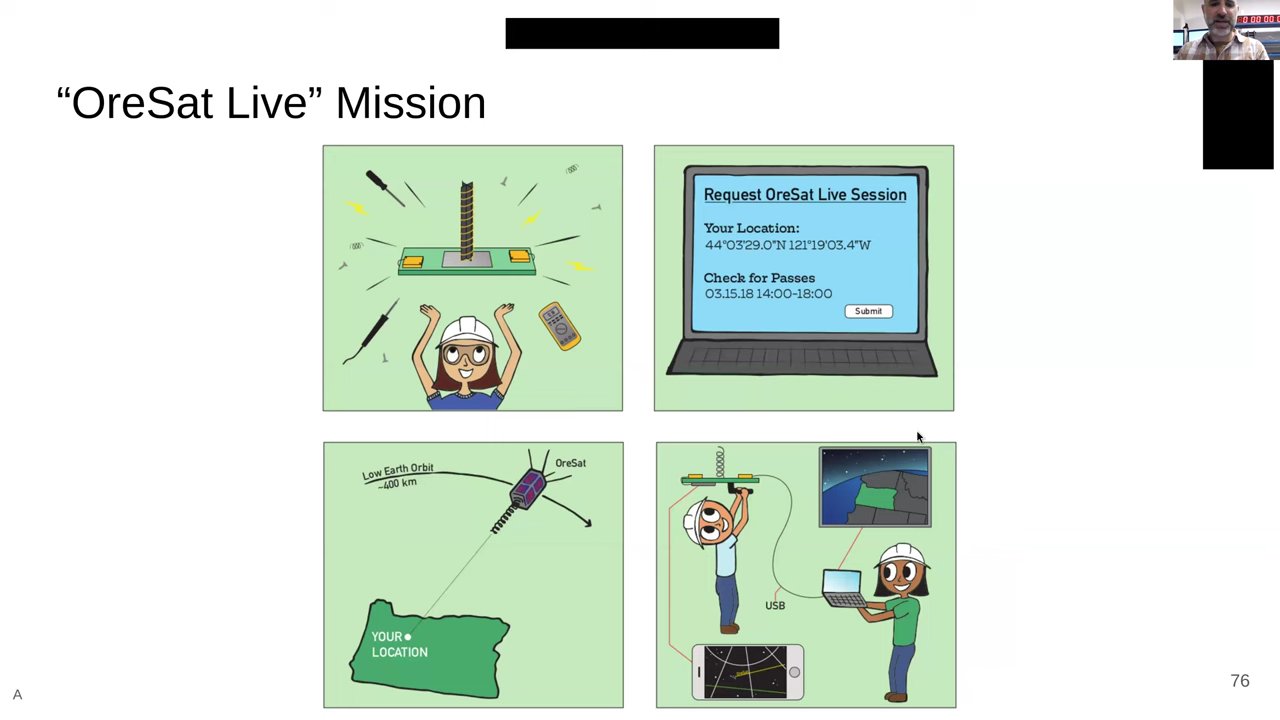 “OreSat Live” Mission
Request OreSat Live Session
Your Location:
44°03'29.0"N 121°19'03.4"W
Check for Passes
03.15.18 14:00-18:00
Submit
Low Earth Orbit
~400 km
OreSat
YOUR
LOCATION
USB
A
76